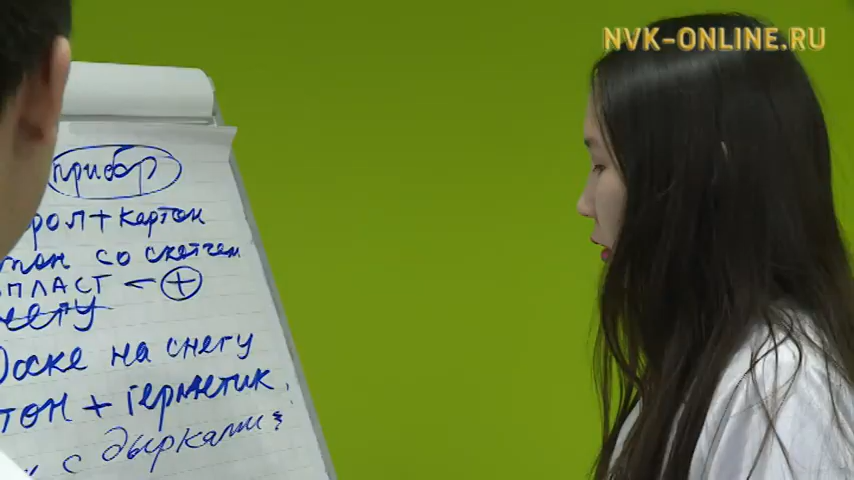 NVK-ONLINE.RU
прибор
рол+картон
тон со скотчем
ПЛАСТ – +
доске на снегу
тон + герметик,
с дырками